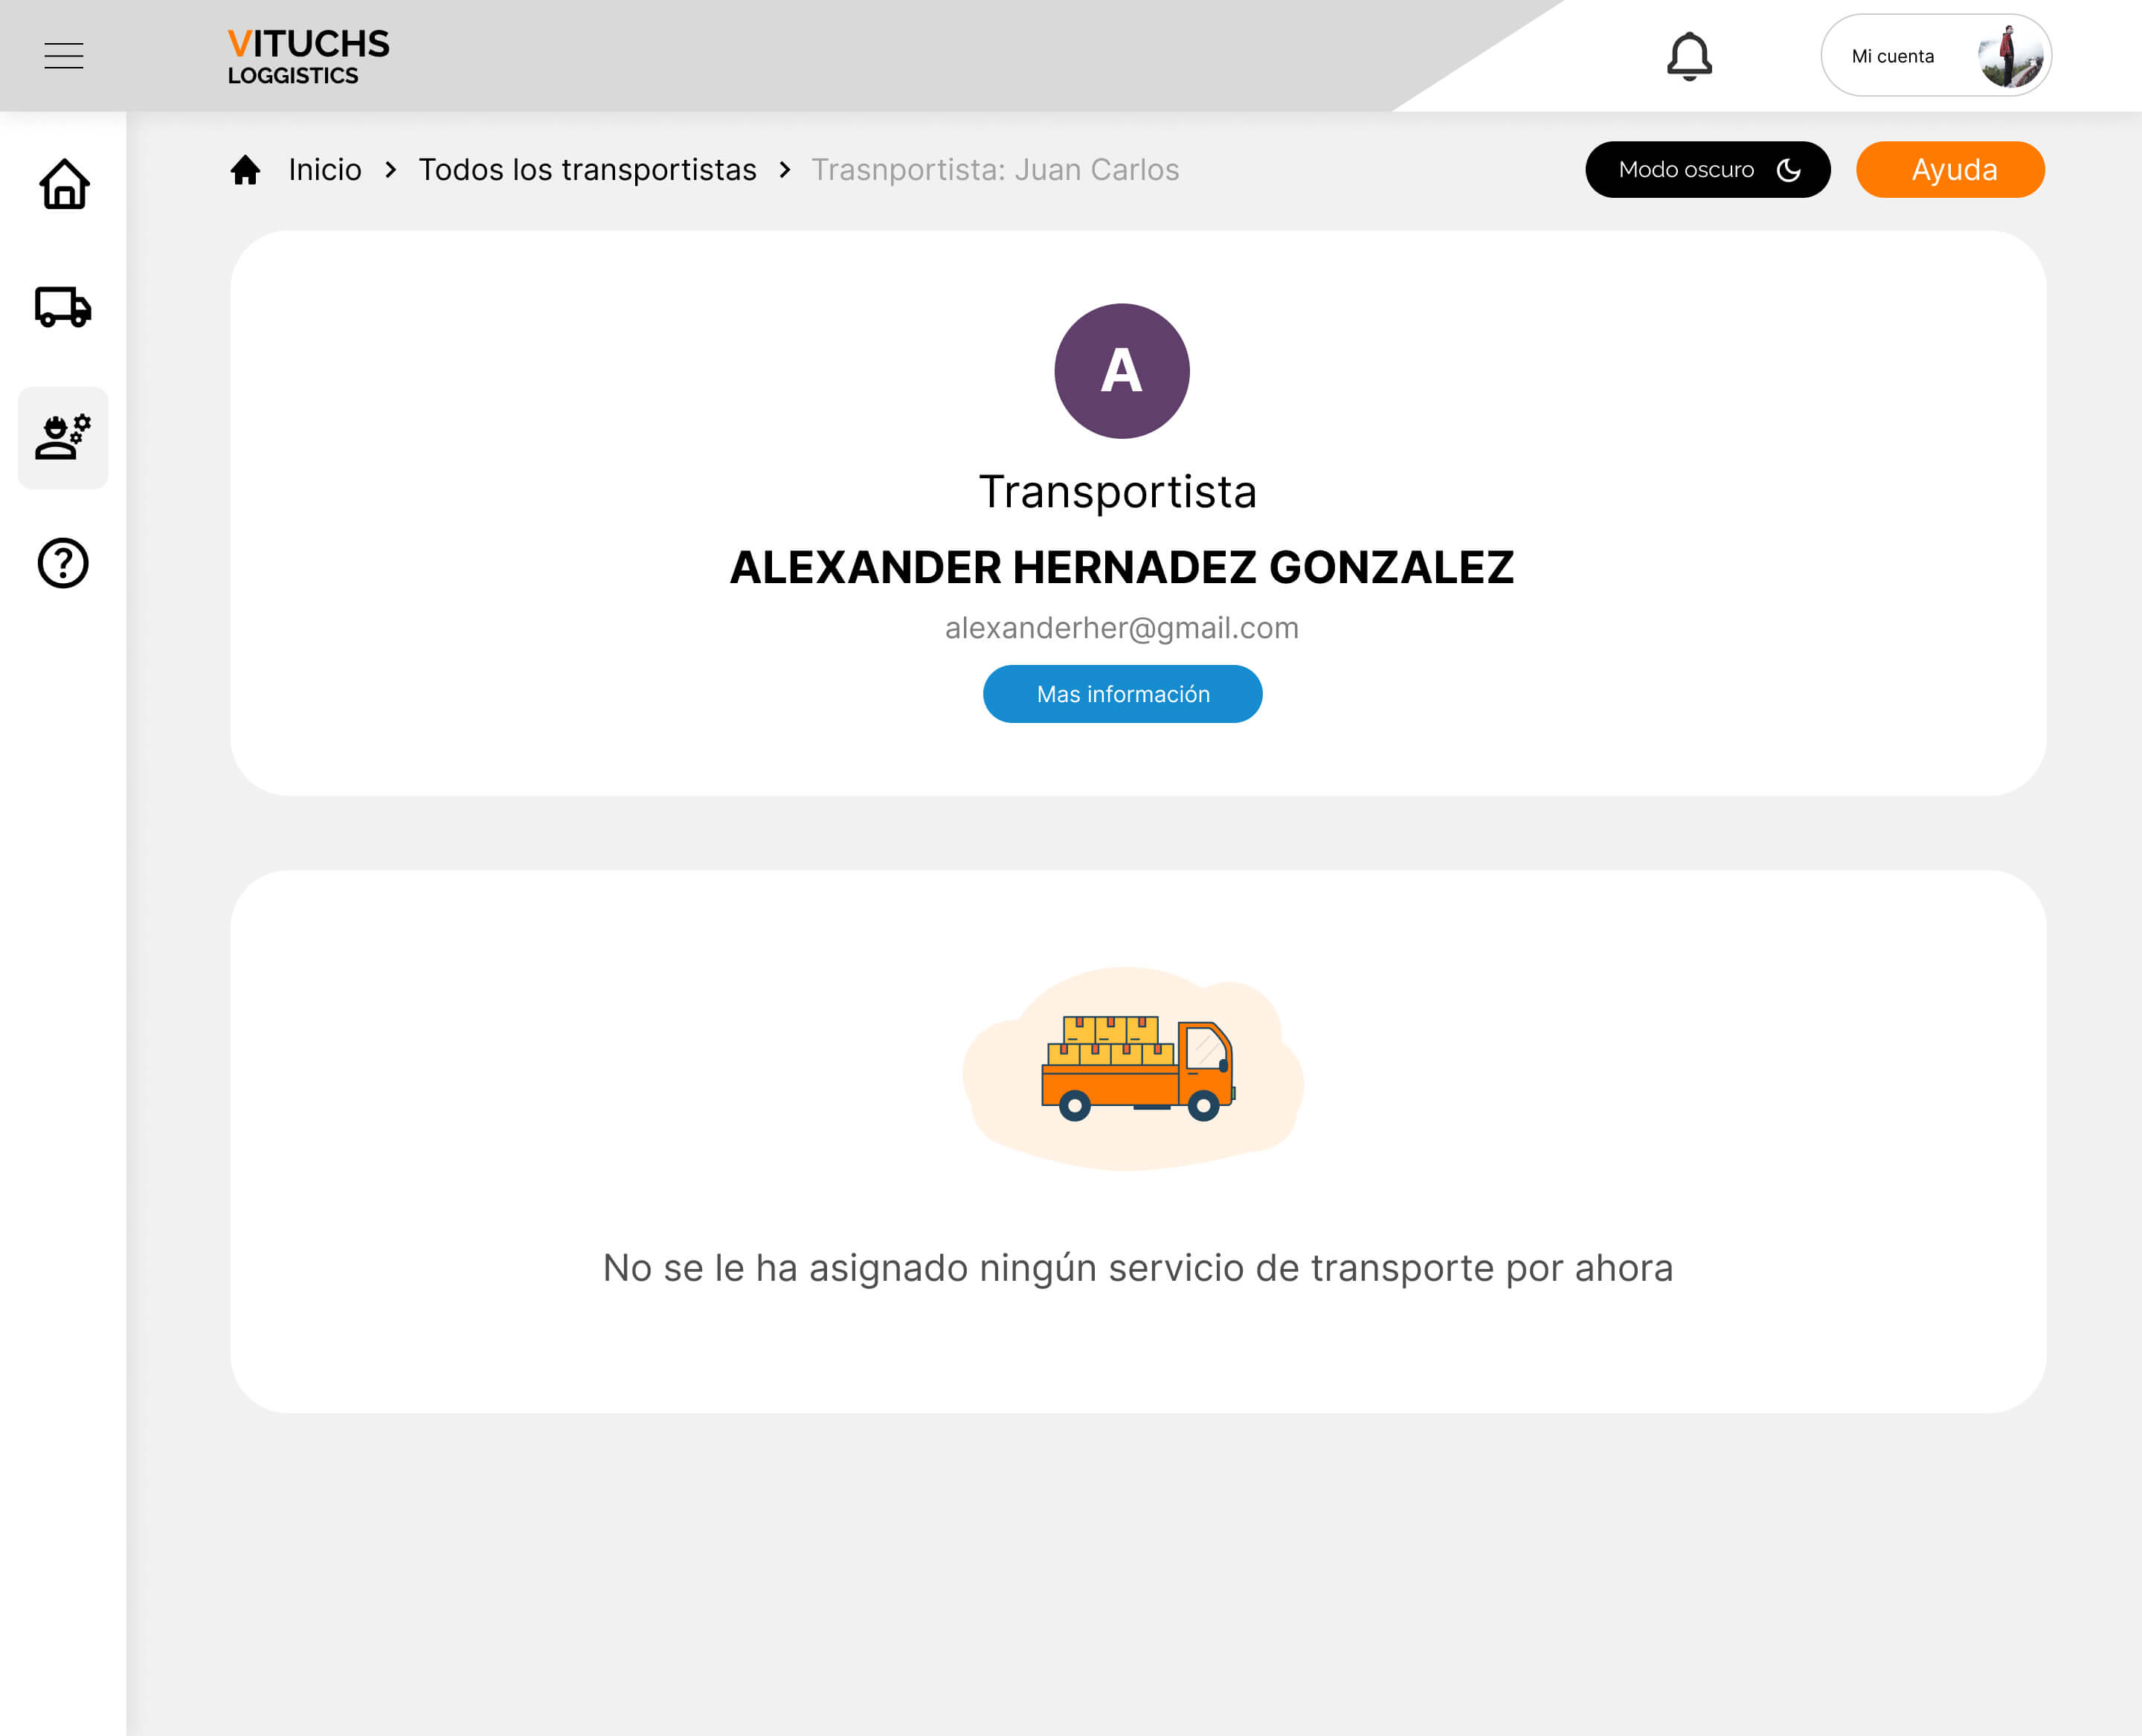 VITUCHS
LOGGISTICS
Mi cuenta
Inicio > Todos los transportistas > Trasnportista: Juan Carlos
Modo oscuro
Ayuda
A
Transportista
ALEXANDER HERNADEZ GONZALEZ
alexanderher@gmail.com
Mas información
No se le ha asignado ningún servicio de transporte por ahora